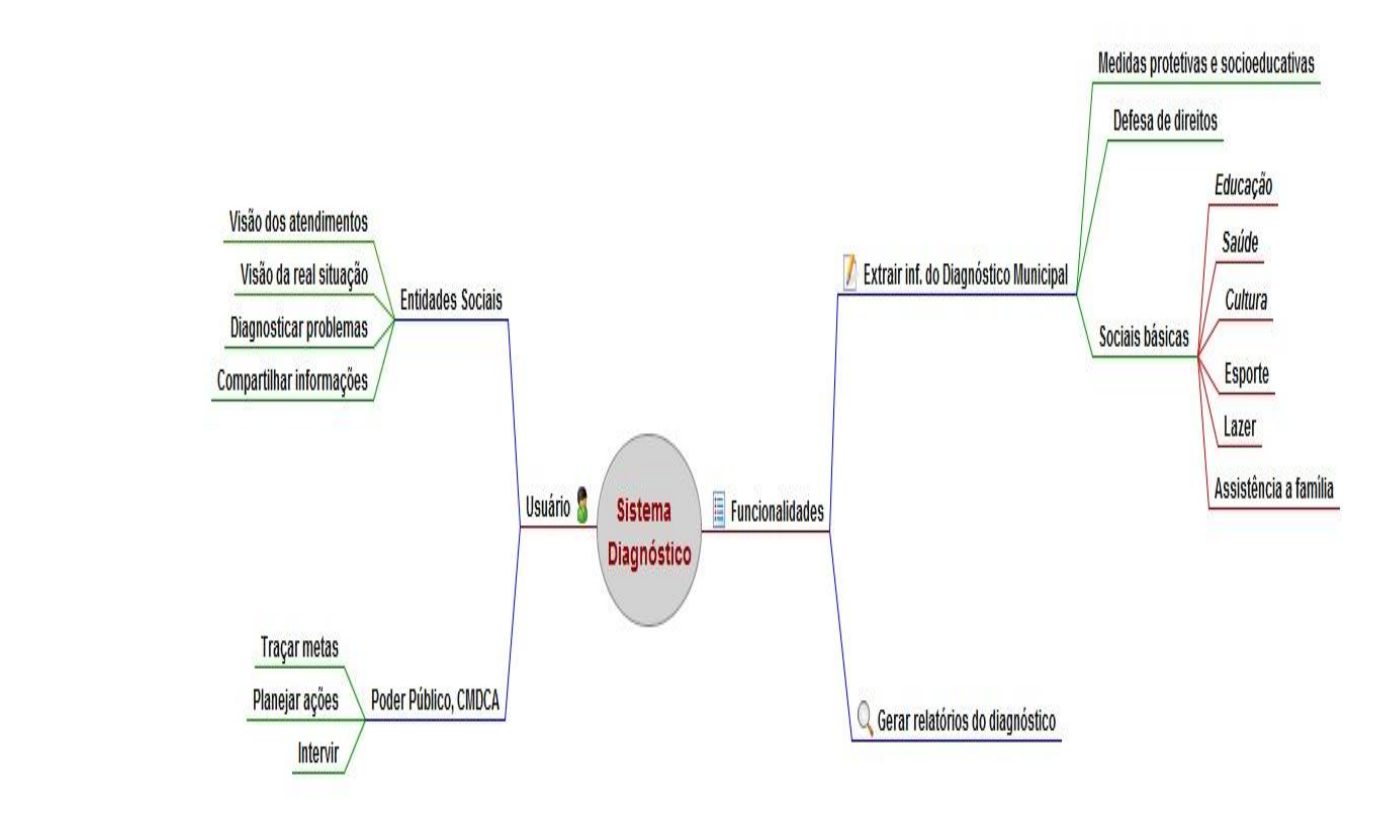 Medidas protetivas e socioeducativas
Defesa de direitos
Educação
Saúde
Cultura
Esporte
Lazer
Assistência a família
Sociais básicas
Extrair inf. do Diagnóstico Municipal
Visão dos atendimentos
Visão da real situação
Diagnosticar problemas
Compartilhar informações
Entidades Sociais
Usuário
Sistema
Diagnóstico
Funcionalidades
Traçar metas
Planejar ações
Intervir
Poder Público, CMDCA
Gerar relatórios do diagnóstico